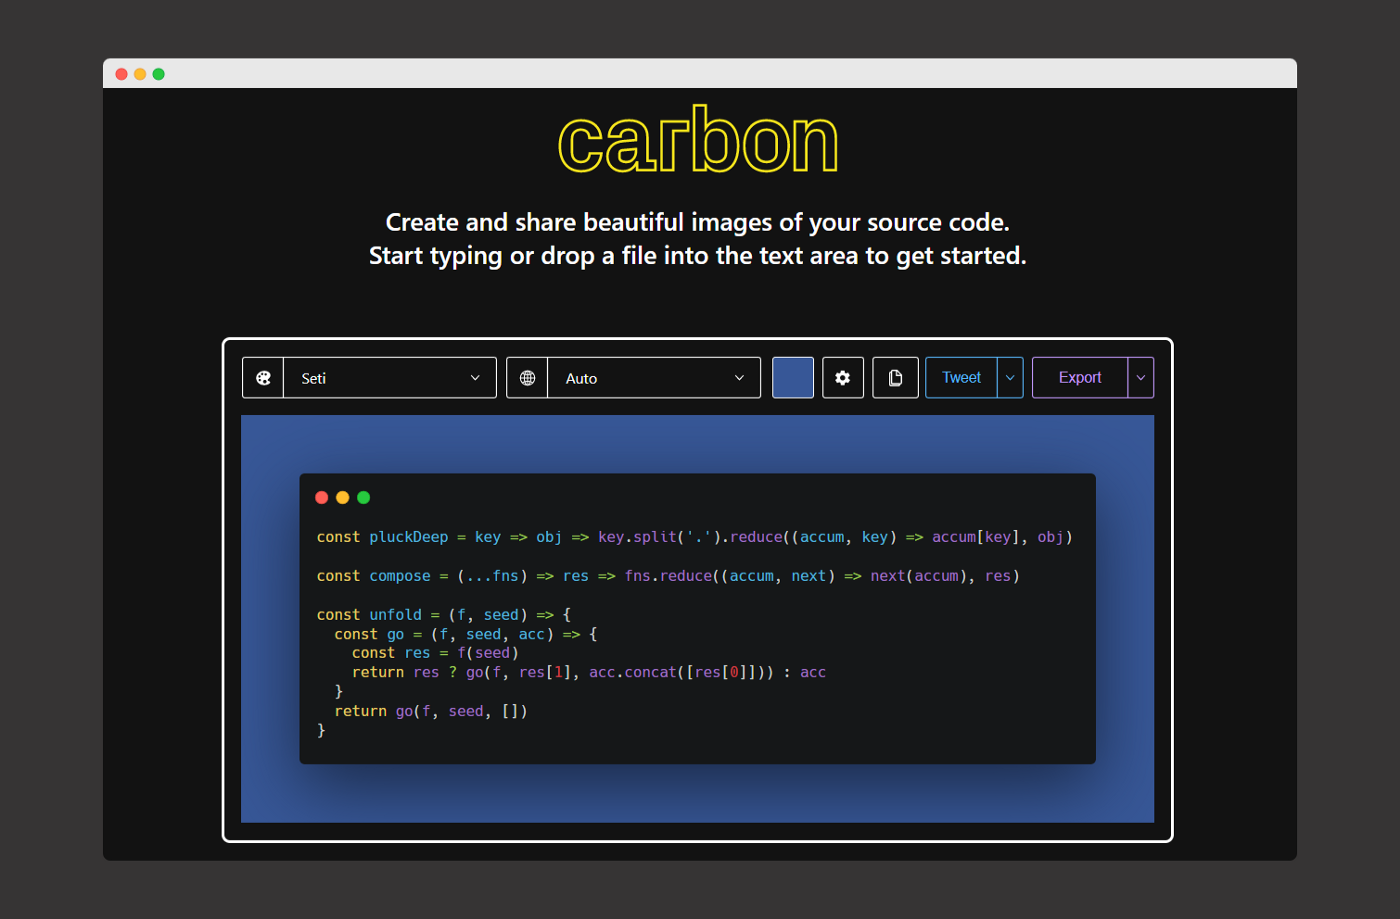 carbon
Create and share beautiful images of your source code.
Start typing or drop a file into the text area to get started.
Seti Auto Tweet Export
const pluckDeep = key => obj => key.split('.').reduce((accum, key) => accum[key], obj)
const compose = (...fns) => res => fns.reduce((accum, next) => next(accum), res)
const unfold = (f, seed) => {
  const go = (f, seed, acc) => {
    const res = f(seed)
    return res ? go(f, res[1], acc.concat([res[0]])) : acc
  }
  return go(f, seed, [])
}